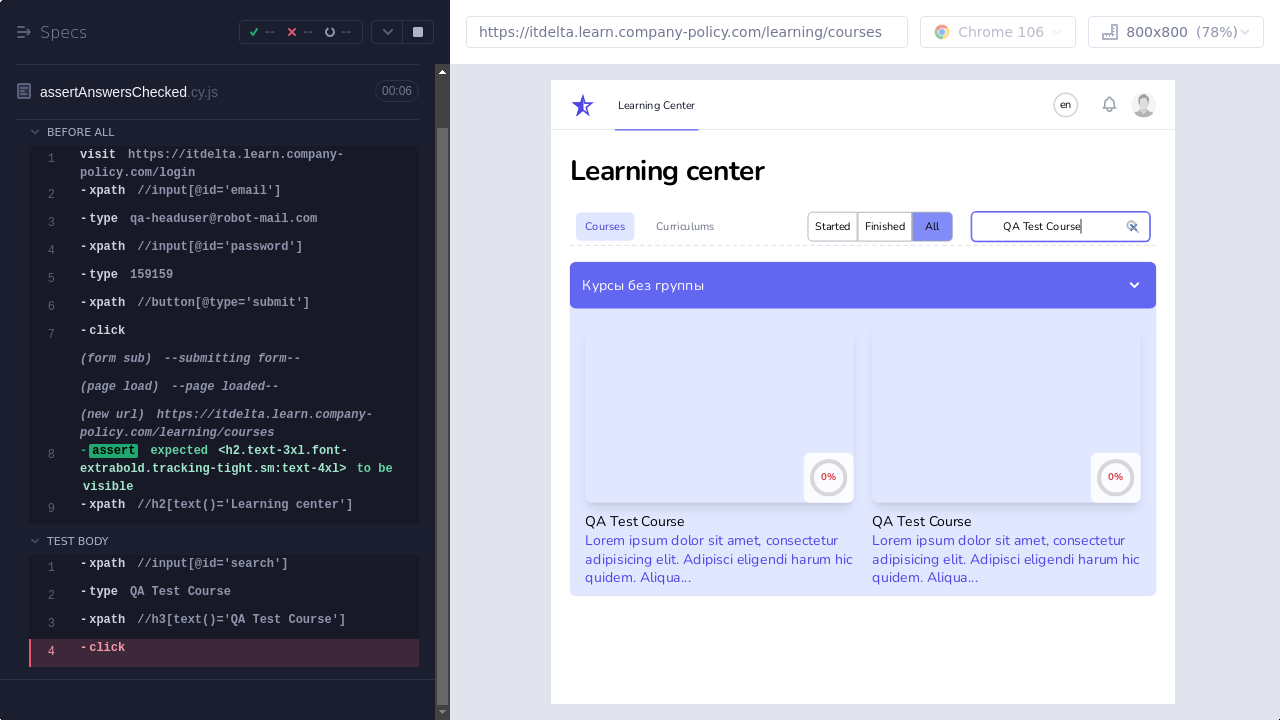 Specs
--
--
--
assertAnswersChecked.cy.js
00:06
BEFORE ALL
1 visit https://itdelta.learn.company-
policy.com/login
2 -xpath //input[@id='email']
3 -type qa-headuser@robot-mail.com
4 -xpath //input[@id='password']
5 -type 159159
6 -xpath //button[@type='submit']
7 -click
(form sub) --submitting form--
(page load) --page loaded--
(new url) https://itdelta.learn.company-
policy.com/learning/courses
8 -assert expected <h2.text-3xl.font-
extrabold.tracking-tight.sm:text-4xl> to be
visible
9 -xpath //h2[text()='Learning center']
TEST BODY
1 -xpath //input[@id='search']
2 -type QA Test Course
3 -xpath //h3[text()='QA Test Course']
4 -click
https://itdelta.learn.company-policy.com/learning/courses
Chrome 106
800x800 (78%)
Learning Center
en
Learning center
Courses
Curriculums
Started
Finished
All
QA Test Course
Курсы без группы
0%
QA Test Course
Lorem ipsum dolor sit amet, consectetur
adipisicing elit. Adipisci eligendi harum hic
quidem. Aliqua...
0%
QA Test Course
Lorem ipsum dolor sit amet, consectetur
adipisicing elit. Adipisci eligendi harum hic
quidem. Aliqua...